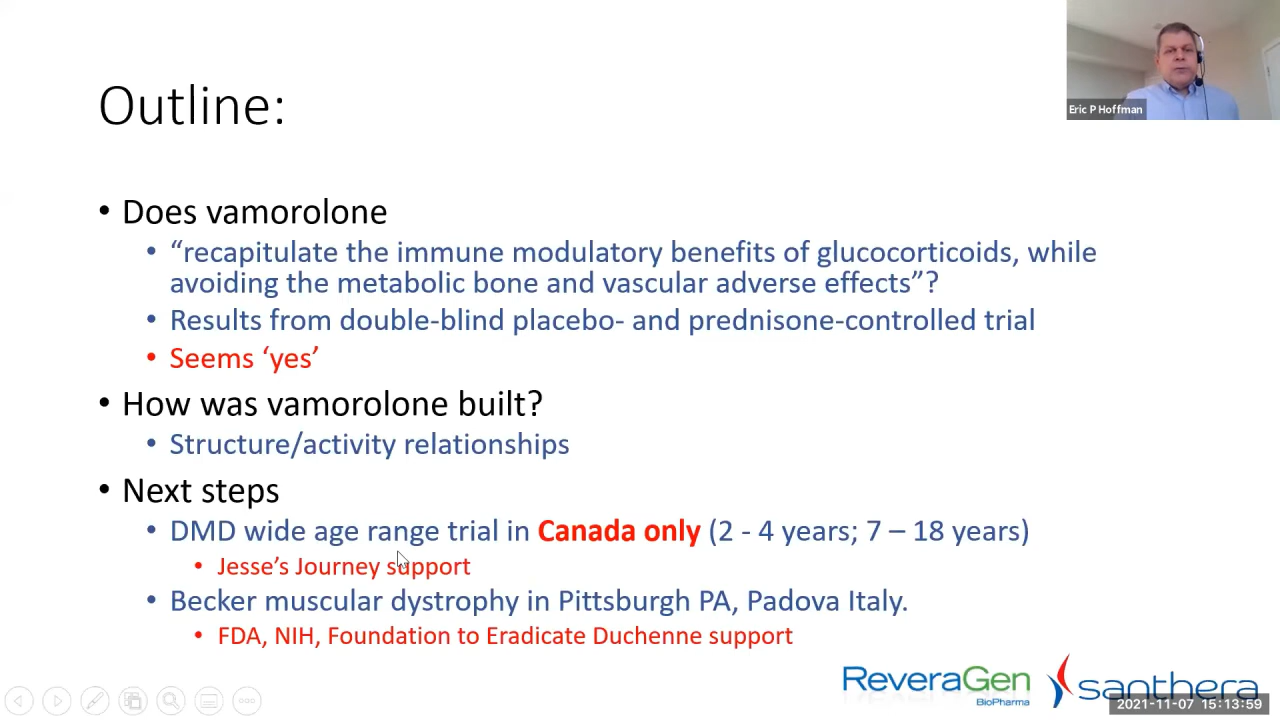 Outline:
Eric P Hoffman
• Does vamorolone
• “recapitulate the immune modulatory benefits of glucocorticoids, while
avoiding the metabolic bone and vascular adverse effects”?
• Results from double-blind placebo- and prednisone-controlled trial
• Seems ‘yes’
• How was vamorolone built?
• Structure/activity relationships
• Next steps
• DMD wide age range trial in Canada only (2 - 4 years; 7 – 18 years)
• Jesse’s Journey support
• Becker muscular dystrophy in Pittsburgh PA, Padova Italy.
• FDA, NIH, Foundation to Eradicate Duchenne support
ReveraGen
BioPharma
santhera
2021-11-07 15:13:59